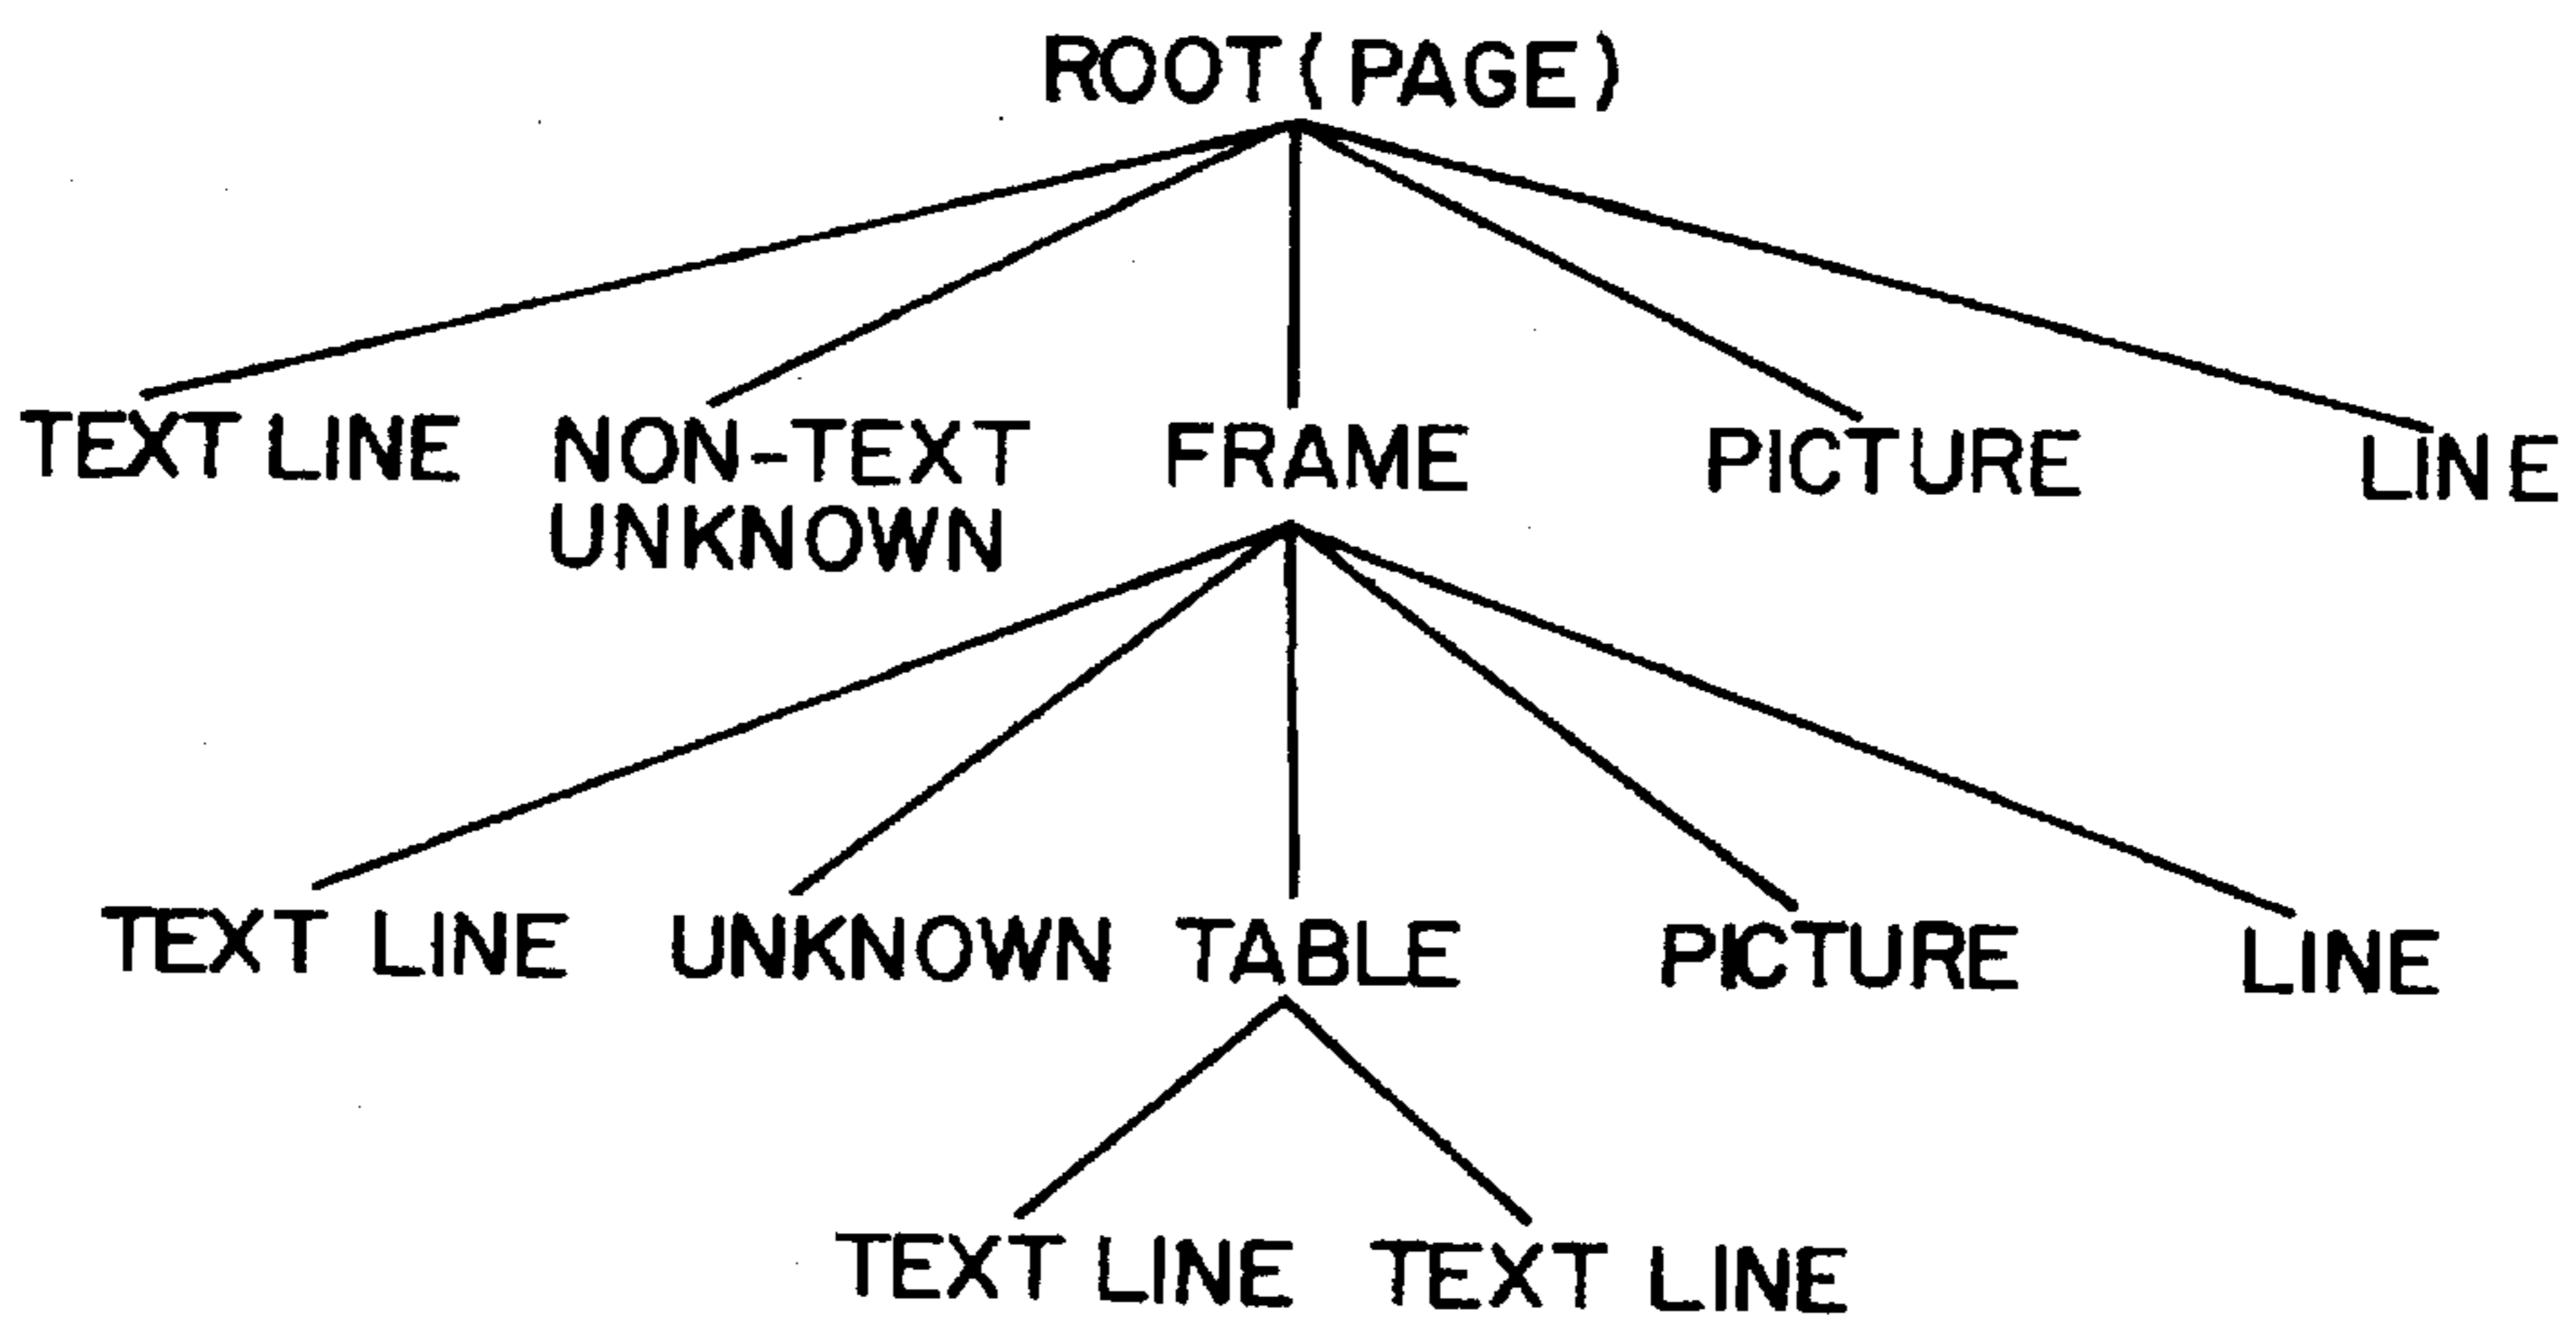 ROOT (PAGE)
TEXT LINE NON-TEXT FRAME PICTURE LINE
UNKNOWN
TEXT LINE UNKNOWN TABLE PICTURE LINE
TEXT LINE TEXT LINE